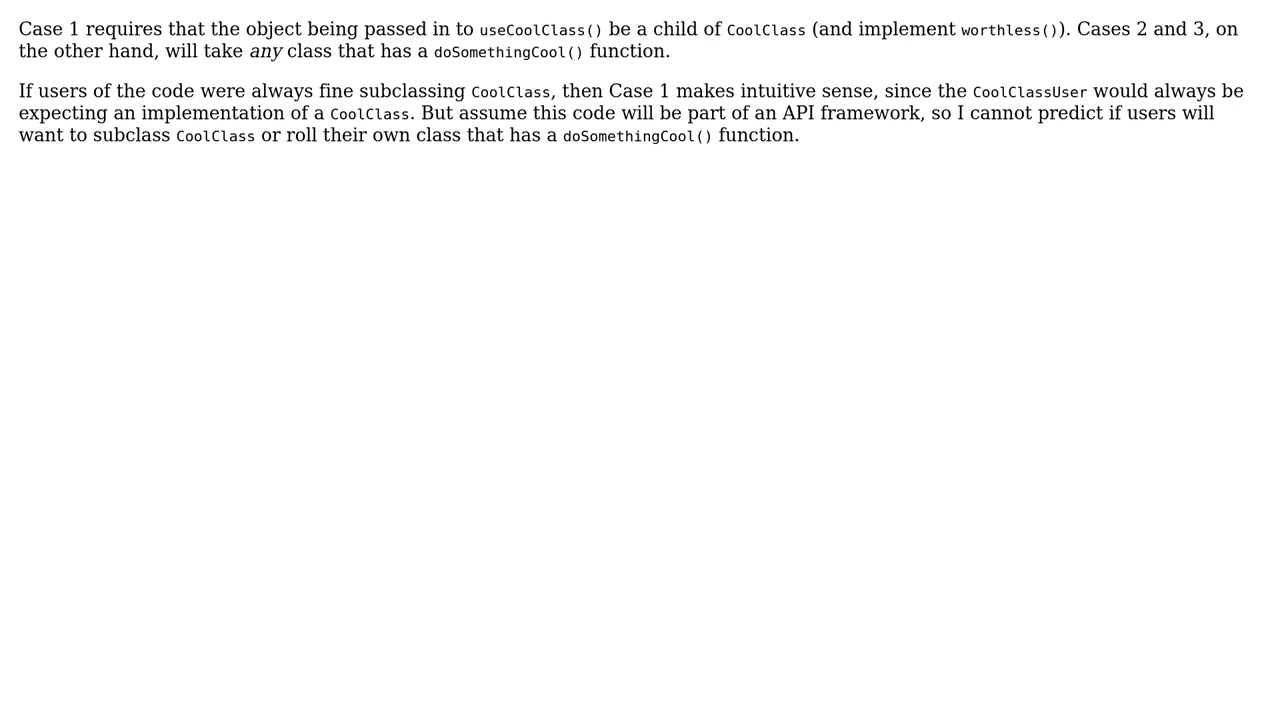 Case 1 requires that the object being passed in to useCoolClass() be a child of CoolClass (and implement worthless()). Cases 2 and 3, on
the other hand, will take any class that has a doSomethingCool() function.
If users of the code were always fine subclassing CoolClass, then Case 1 makes intuitive sense, since the CoolClassUser would always be
expecting an implementation of a CoolClass. But assume this code will be part of an API framework, so I cannot predict if users will
want to subclass CoolClass or roll their own class that has a doSomethingCool() function.